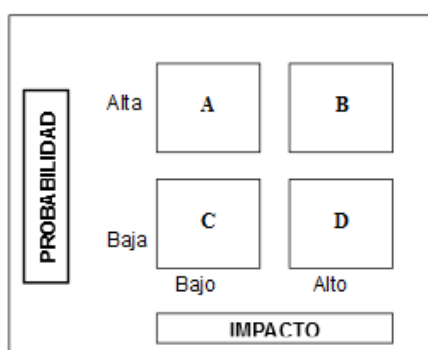 PROBABILIDAD
Alta
A
B
Baja
C
D
Bajo
Alto
IMPACTO